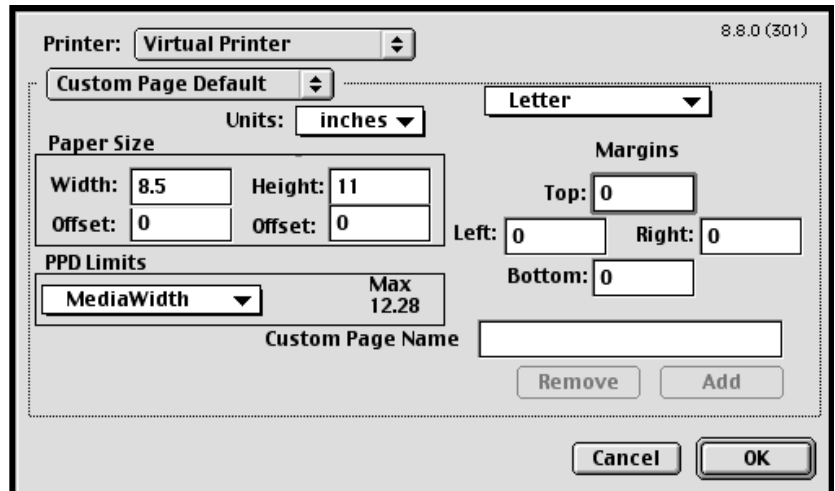 8.8.0 (301)
Printer: Virtual Printer
Custom Page Default
Letter
Units: inches
Paper Size
Margins
Width: 8.5 Height: 11
Top: 0
Offset: 0 Offset: 0
Left: 0 Right: 0
PPD Limits
Bottom: 0
MediaWidth
Max
12.28
Custom Page Name
Remove Add
Cancel OK